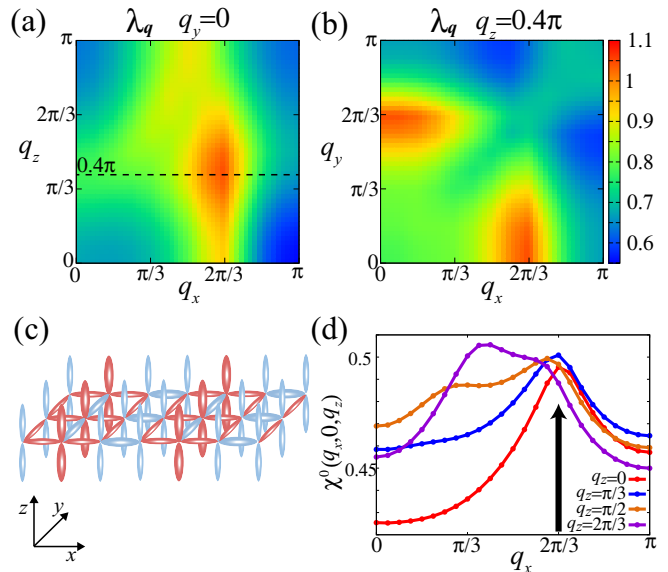 (a) λq qy=0
π
2π/3
qz
0.4π
π/3
0
0 π/3 2π/3 π
qx
(b) λq qz=0.4π
π
2π/3
qy
π/3
0
0 π/3 2π/3 π
qx
1.1
1
0.9
0.8
0.7
0.6
(c)
z
y
x
(d)
χ⁰(qx,0,qz)
0.5
0.45
qz=0
qz=π/3
qz=π/2
qz=2π/3
0 π/3 2π/3 π
qx